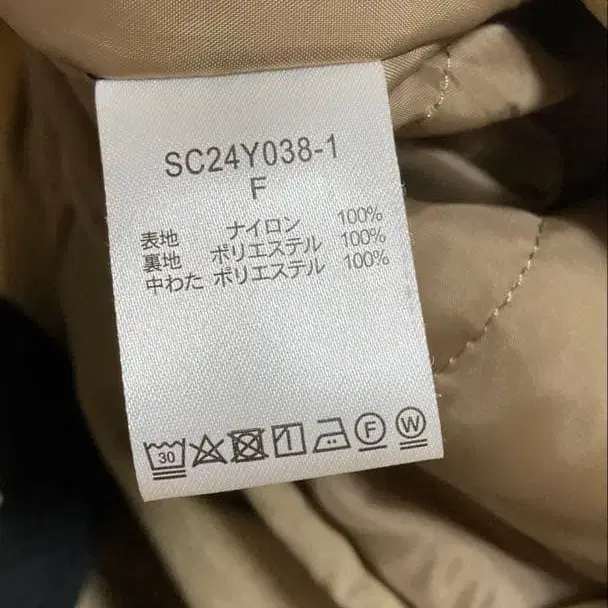 SC24Y038-1
F
表地 ナイロン 100%
裏地 ポリエステル 100%
中わた ポリエステル 100%
30 F W